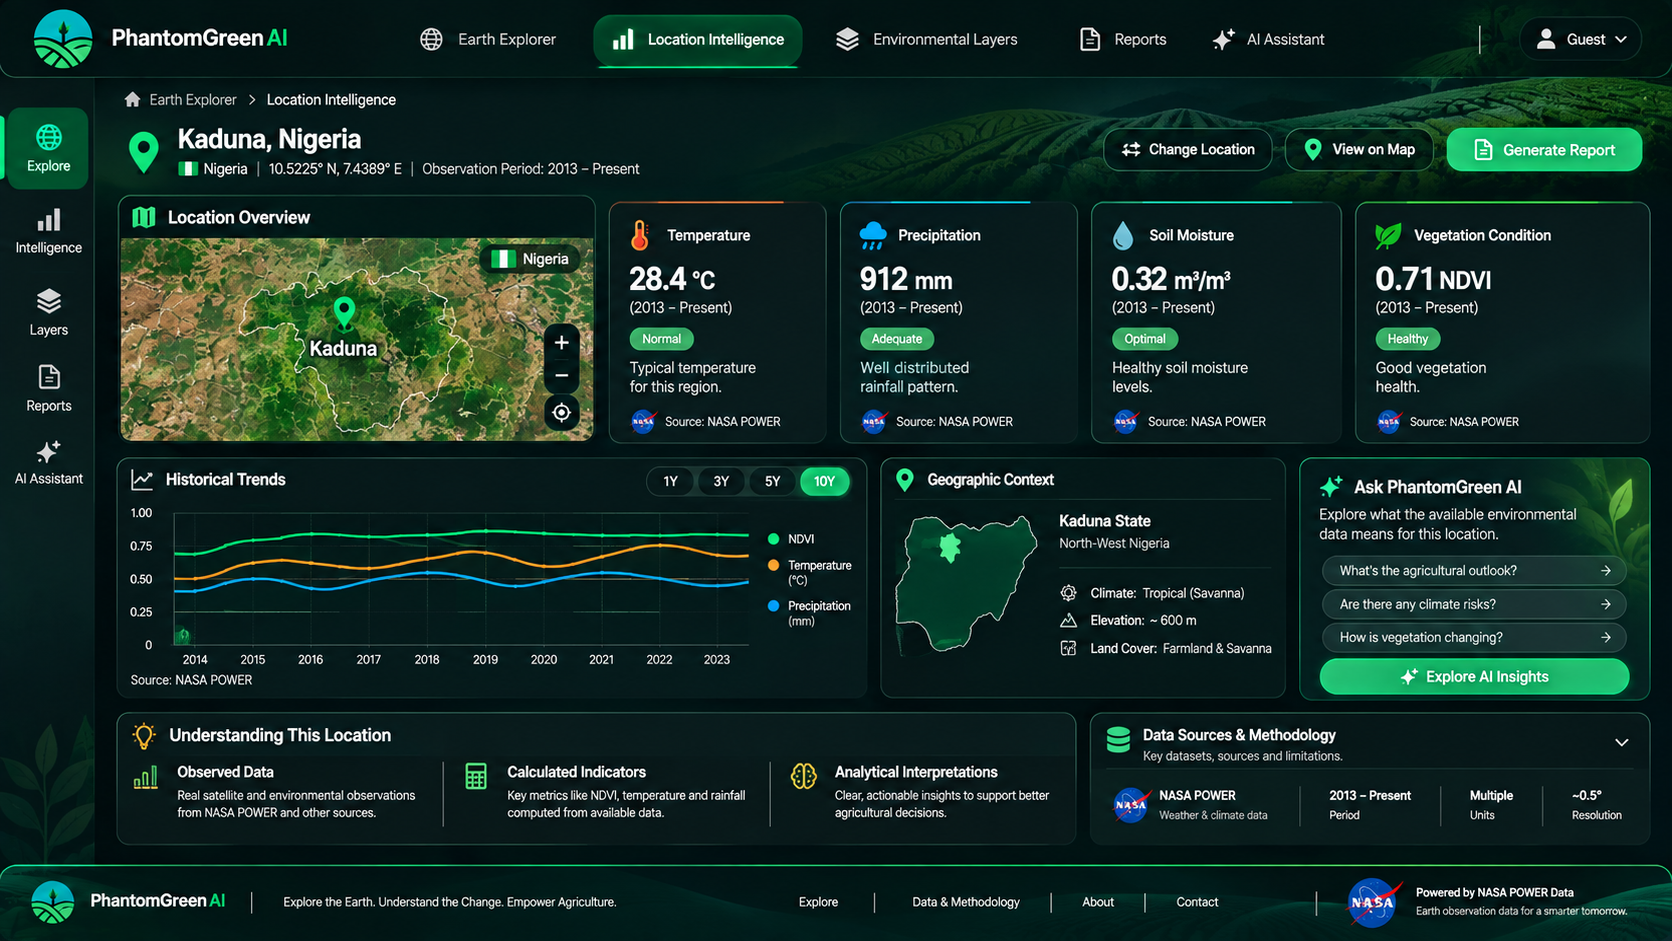 PhantomGreen AI
Earth Explorer
Location Intelligence
Environmental Layers
Reports
AI Assistant
Guest
Explore
Intelligence
Layers
Reports
AI Assistant
Earth Explorer > Location Intelligence
Kaduna, Nigeria
Nigeria | 10.5225° N, 7.4389° E | Observation Period: 2013 – Present
Change Location
View on Map
Generate Report
Location Overview
Nigeria
Kaduna
+
−
Temperature
28.4 °C
(2013 – Present)
Normal
Typical temperature
for this region.
NASA
Source: NASA POWER
Precipitation
912 mm
(2013 – Present)
Adequate
Well distributed
rainfall pattern.
NASA
Source: NASA POWER
Soil Moisture
0.32 m³/m³
(2013 – Present)
Optimal
Healthy soil moisture
levels.
NASA
Source: NASA POWER
Vegetation Condition
0.71 NDVI
(2013 – Present)
Healthy
Good vegetation
health.
NASA
Source: NASA POWER
Historical Trends
1Y 3Y 5Y 10Y
1.00
0.75
0.50
0.25
0
2014 2015 2016 2017 2018 2019 2020 2021 2022 2023
NDVI
Temperature
(°C)
Precipitation
(mm)
Source: NASA POWER
Geographic Context
Kaduna State
North-West Nigeria
Climate: Tropical (Savanna)
Elevation: ~ 600 m
Land Cover: Farmland & Savanna
Ask PhantomGreen AI
Explore what the available environmental
data means for this location.
What's the agricultural outlook?
Are there any climate risks?
How is vegetation changing?
Explore AI Insights
Understanding This Location
Observed Data
Real satellite and environmental observations
from NASA POWER and other sources.
Calculated Indicators
Key metrics like NDVI, temperature and rainfall
computed from available data.
Analytical Interpretations
Clear, actionable insights to support better
agricultural decisions.
Data Sources & Methodology
Key datasets, sources and limitations.
NASA
NASA POWER
Weather & climate data
2013 – Present
Period
Multiple
Units
~0.5°
Resolution
PhantomGreen AI
Explore the Earth. Understand the Change. Empower Agriculture.
Explore
Data & Methodology
About
Contact
NASA
Powered by NASA POWER Data
Earth observation data for a smarter tomorrow.